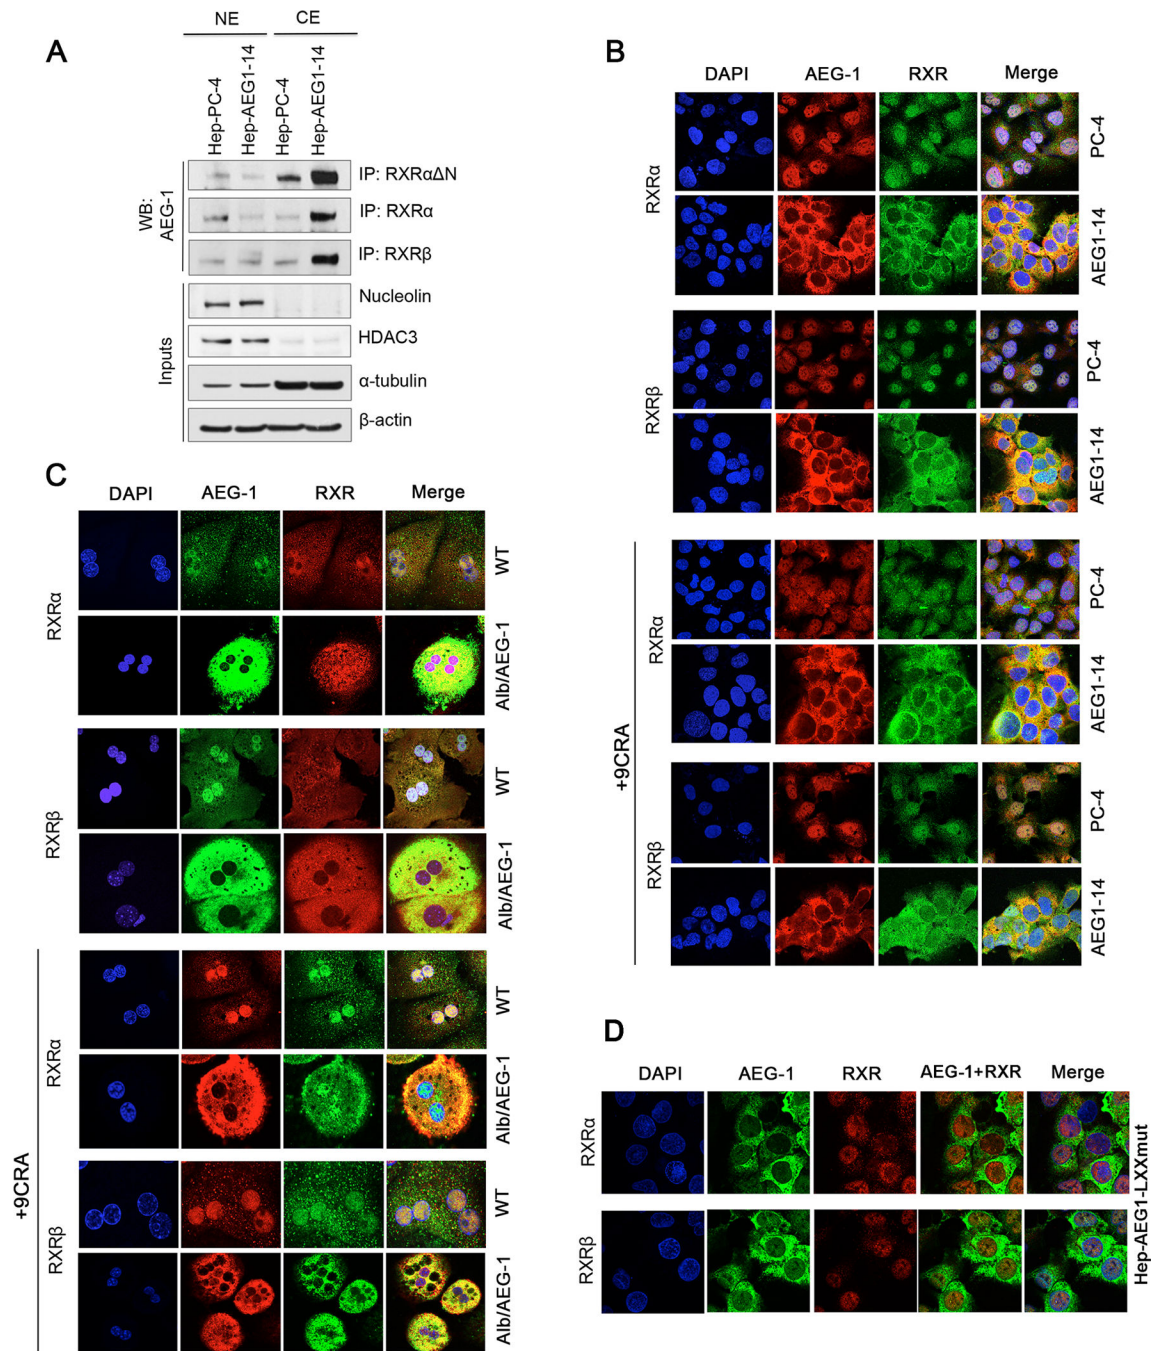 A
NE CE
Hep-PC-4
Hep-AEG1-14
Hep-PC-4
Hep-AEG1-14
WB:
AEG-1
IP: RXRαΔN
IP: RXRα
IP: RXRβ
Inputs
Nucleolin
HDAC3
α-tubulin
β-actin
B
DAPI AEG-1 RXR Merge
RXRα
PC-4
AEG1-14
RXRβ
PC-4
AEG1-14
+9CRA
RXRα
PC-4
AEG1-14
RXRβ
PC-4
AEG1-14
C
DAPI AEG-1 RXR Merge
RXRα
WT
Alb/AEG-1
RXRβ
WT
Alb/AEG-1
+9CRA
RXRα
WT
Alb/AEG-1
RXRβ
WT
Alb/AEG-1
D
DAPI AEG-1 RXR AEG-1+RXR Merge
RXRα
RXRβ
Hep-AEG1-LXXmut